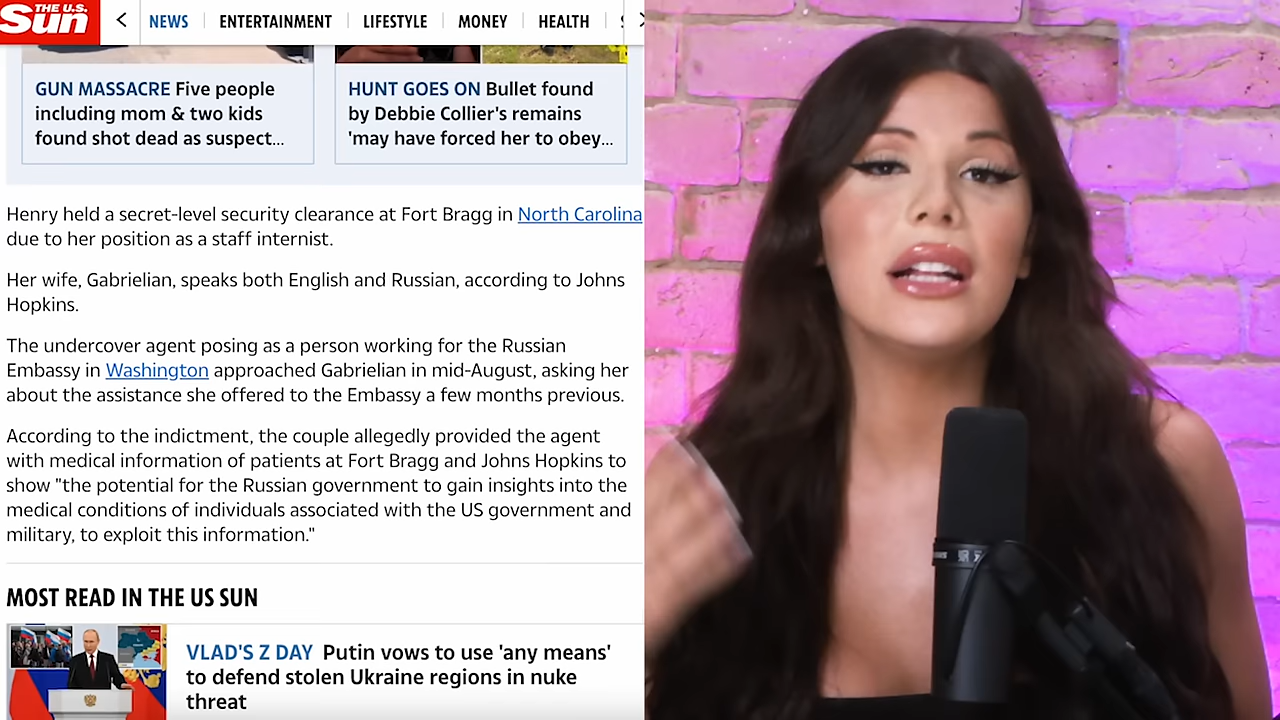 THE U.S.
Sun
NEWS
ENTERTAINMENT
LIFESTYLE
MONEY
HEALTH
GUN MASSACRE Five people
including mom & two kids
found shot dead as suspect...
HUNT GOES ON Bullet found
by Debbie Collier's remains
'may have forced her to obey...
Henry held a secret-level security clearance at Fort Bragg in North Carolina
due to her position as a staff internist.
Her wife, Gabrielian, speaks both English and Russian, according to Johns
Hopkins.
The undercover agent posing as a person working for the Russian
Embassy in Washington approached Gabrielian in mid-August, asking her
about the assistance she offered to the Embassy a few months previous.
According to the indictment, the couple allegedly provided the agent
with medical information of patients at Fort Bragg and Johns Hopkins to
show "the potential for the Russian government to gain insights into the
medical conditions of individuals associated with the US government and
military, to exploit this information."
MOST READ IN THE US SUN
VLAD'S Z DAY Putin vows to use 'any means'
to defend stolen Ukraine regions in nuke
threat